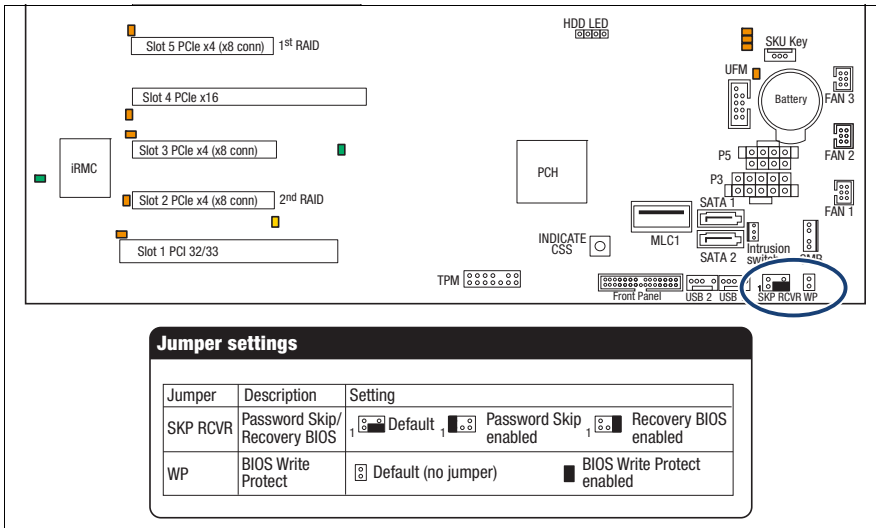 HDD LED
Slot 5 PCIe x4 (x8 conn)
1st RAID
SKU Key
UFM
Slot 4 PCIe x16
Battery
FAN 3
Slot 3 PCIe x4 (x8 conn)
iRMC
PCH
P5
FAN 2
P3
Slot 2 PCIe x4 (x8 conn)
2nd RAID
SATA 1
FAN 1
Slot 1 PCI 32/33
INDICATE
CSS
MLC1
SATA 2
Intrusion
TPM
Front Panel
USB 2
USB
1
SKP RCVR WP
Jumper settings
Jumper Description Setting
SKP RCVR Password Skip/ Recovery BIOS
1 Default
1 Password Skip enabled
1 Recovery BIOS enabled
WP BIOS Write Protect
Default (no jumper)
BIOS Write Protect enabled